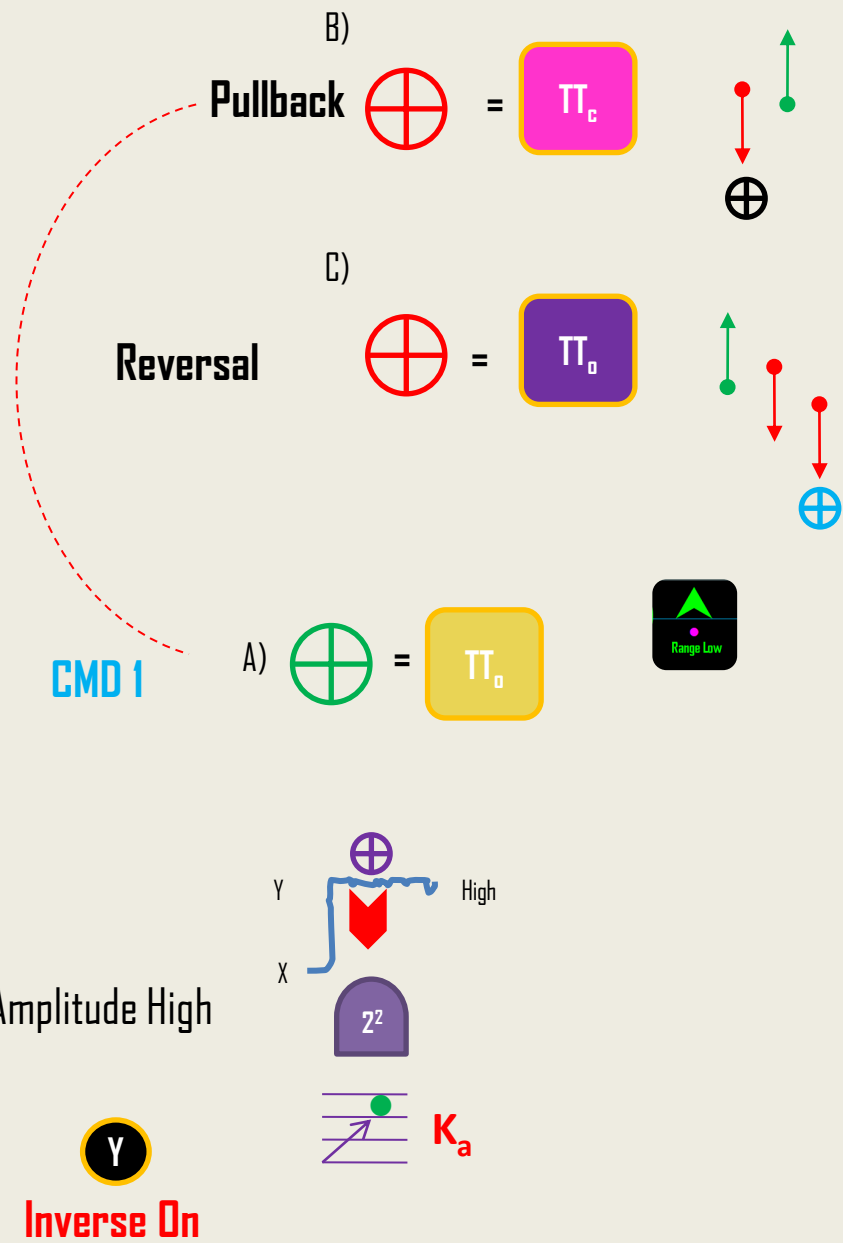 B)
Pullback = TTc
C)
Reversal = TTo
CMD 1 A) = TTo
Range Low
Y High
X
Amplitude High
2²
Ka
Y
Inverse On